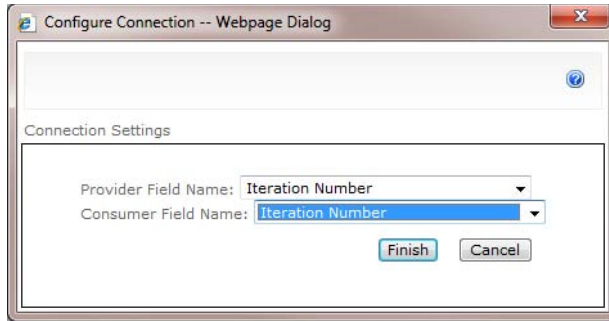 Configure Connection -- Webpage Dialog
Connection Settings
Provider Field Name: Iteration Number
Consumer Field Name: Iteration Number
Finish Cancel